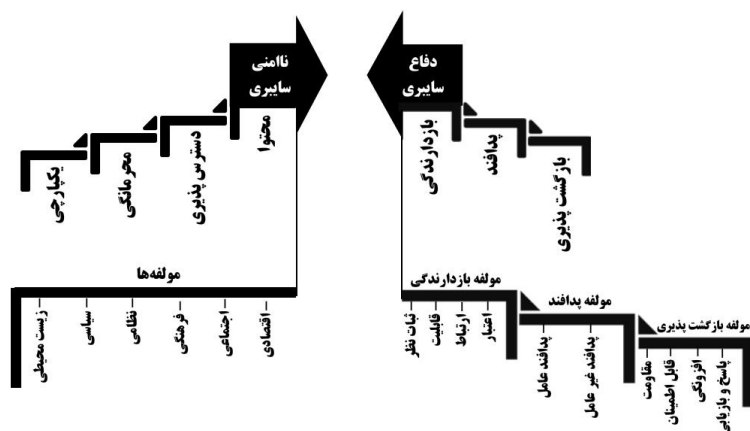 دفاع
سایبری
ناامنی
سایبری
بازدارندگی
پدافند
بازگشت پذیری
محتوا
دسترس پذیری
محرمانگی
یکپارچی
مولفه بازدارندگی
مولفه پدافند
مولفه بازگشت پذیری
مولفه‌ها
اعتبار
ارتباط
قابلیت
ثبات نظر
پدافند غیر عامل
پدافند عامل
پاسخ و بازیابی
افزونگی
قابل اطمینان
مقاومت
اقتصادی
اجتماعی
فرهنگی
نظامی
سیاسی
زیست محیطی